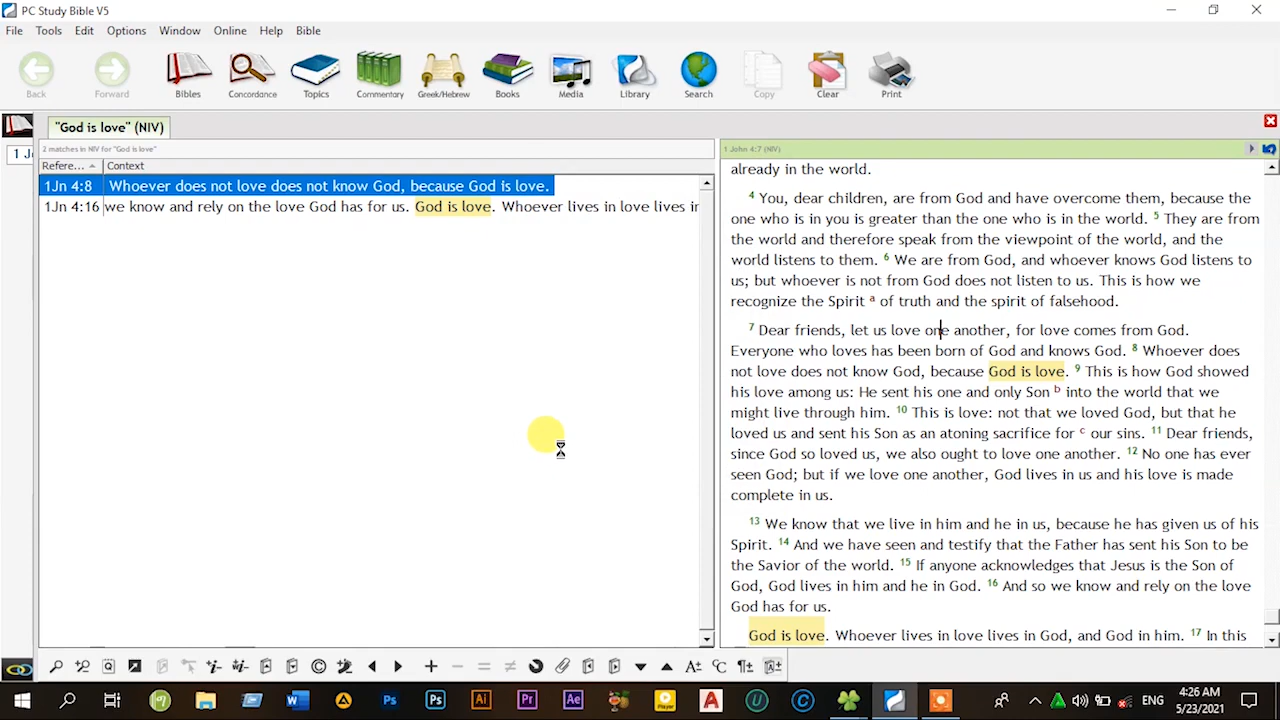 PC Study Bible V5
File Tools Edit Options Window Online Help Bible
Back Forward Bibles Concordance Topics Commentary Greek/Hebrew Books Media Library Search Copy Clear Print
"God is love" (NIV)
2 matches in NIV for "God is love"
Refere... Context
1Jn 4:8 Whoever does not love does not know God, because God is love.
1Jn 4:16 we know and rely on the love God has for us. God is love. Whoever lives in love lives in
1 Jo
1 John 4:7 (NIV)
already in the world.
4 You, dear children, are from God and have overcome them, because the
one who is in you is greater than the one who is in the world. 5 They are from
the world and therefore speak from the viewpoint of the world, and the
world listens to them. 6 We are from God, and whoever knows God listens to
us; but whoever is not from God does not listen to us. This is how we
recognize the Spirit a of truth and the spirit of falsehood.
7 Dear friends, let us love one another, for love comes from God.
Everyone who loves has been born of God and knows God. 8 Whoever does
not love does not know God, because God is love. 9 This is how God showed
his love among us: He sent his one and only Son b into the world that we
might live through him. 10 This is love: not that we loved God, but that he
loved us and sent his Son as an atoning sacrifice for c our sins. 11 Dear friends,
since God so loved us, we also ought to love one another. 12 No one has ever
seen God; but if we love one another, God lives in us and his love is made
complete in us.
13 We know that we live in him and he in us, because he has given us of his
Spirit. 14 And we have seen and testify that the Father has sent his Son to be
the Savior of the world. 15 If anyone acknowledges that Jesus is the Son of
God, God lives in him and he in God. 16 And so we know and rely on the love
God has for us.
God is love. Whoever lives in love lives in God, and God in him. 17 In this
ENG
4:26 AM
5/23/2021